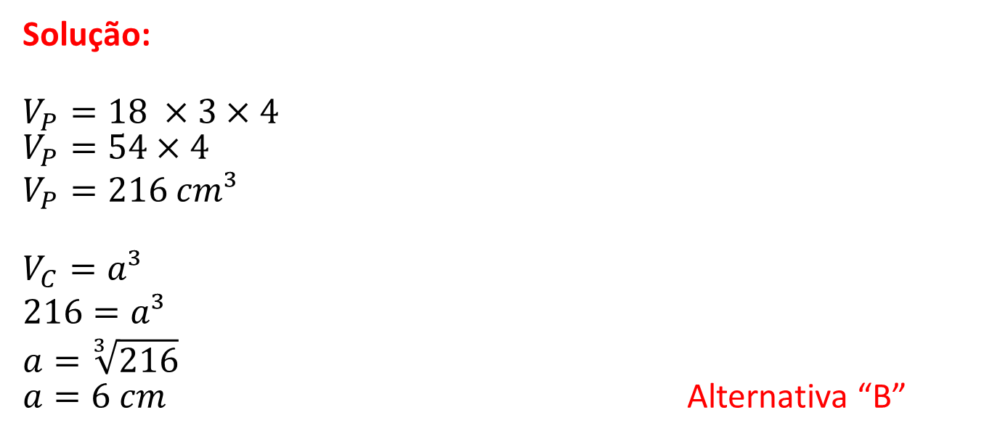 Solução:
V_P = 18 × 3 × 4
V_P = 54 × 4
V_P = 216 cm³
V_C = a³
216 = a³
a = ∛216
a = 6 cm
Alternativa “B”